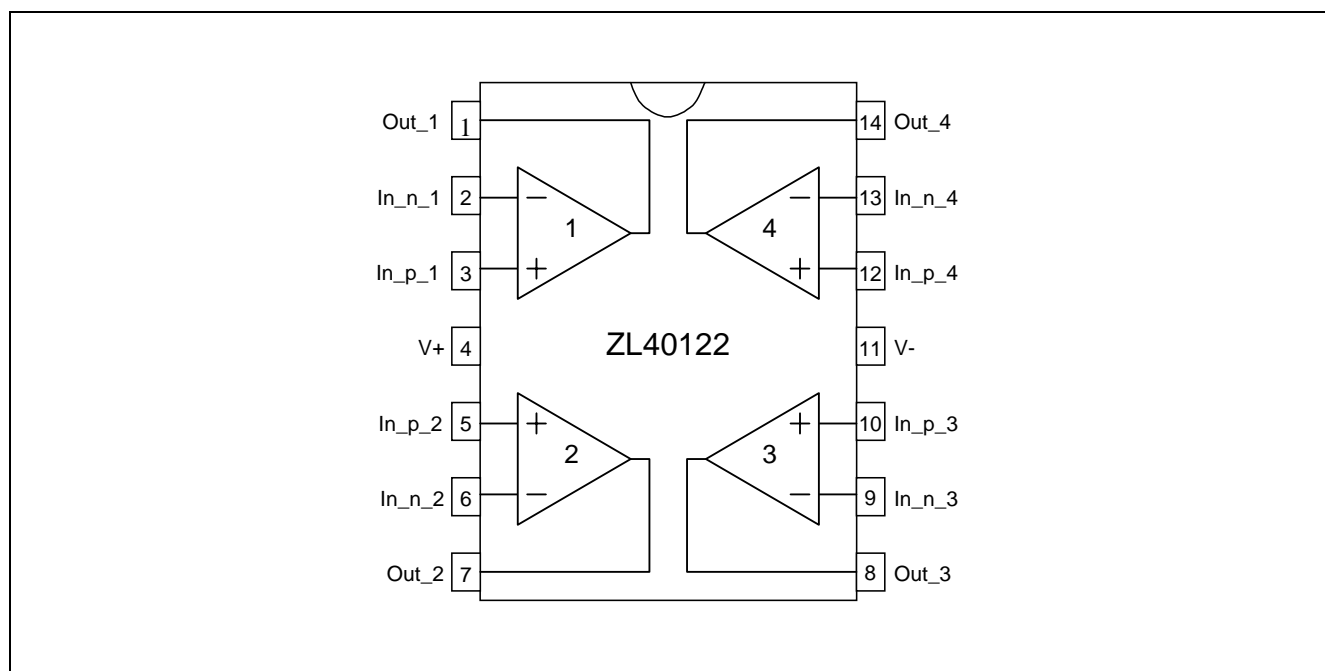 Out_1 1 14 Out_4
In_n_1 2 − − 13 In_n_4
1 4
In_p_1 3 + + 12 In_p_4
V+ 4 ZL40122 11 V-
In_p_2 5 + + 10 In_p_3
2 3
In_n_2 6 − − 9 In_n_3
Out_2 7 8 Out_3